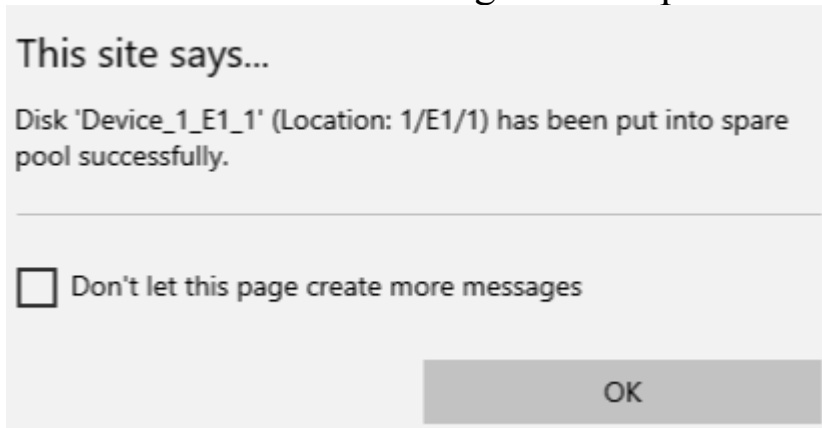 This site says...
Disk 'Device_1_E1_1' (Location: 1/E1/1) has been put into spare
pool successfully.
Don't let this page create more messages
OK